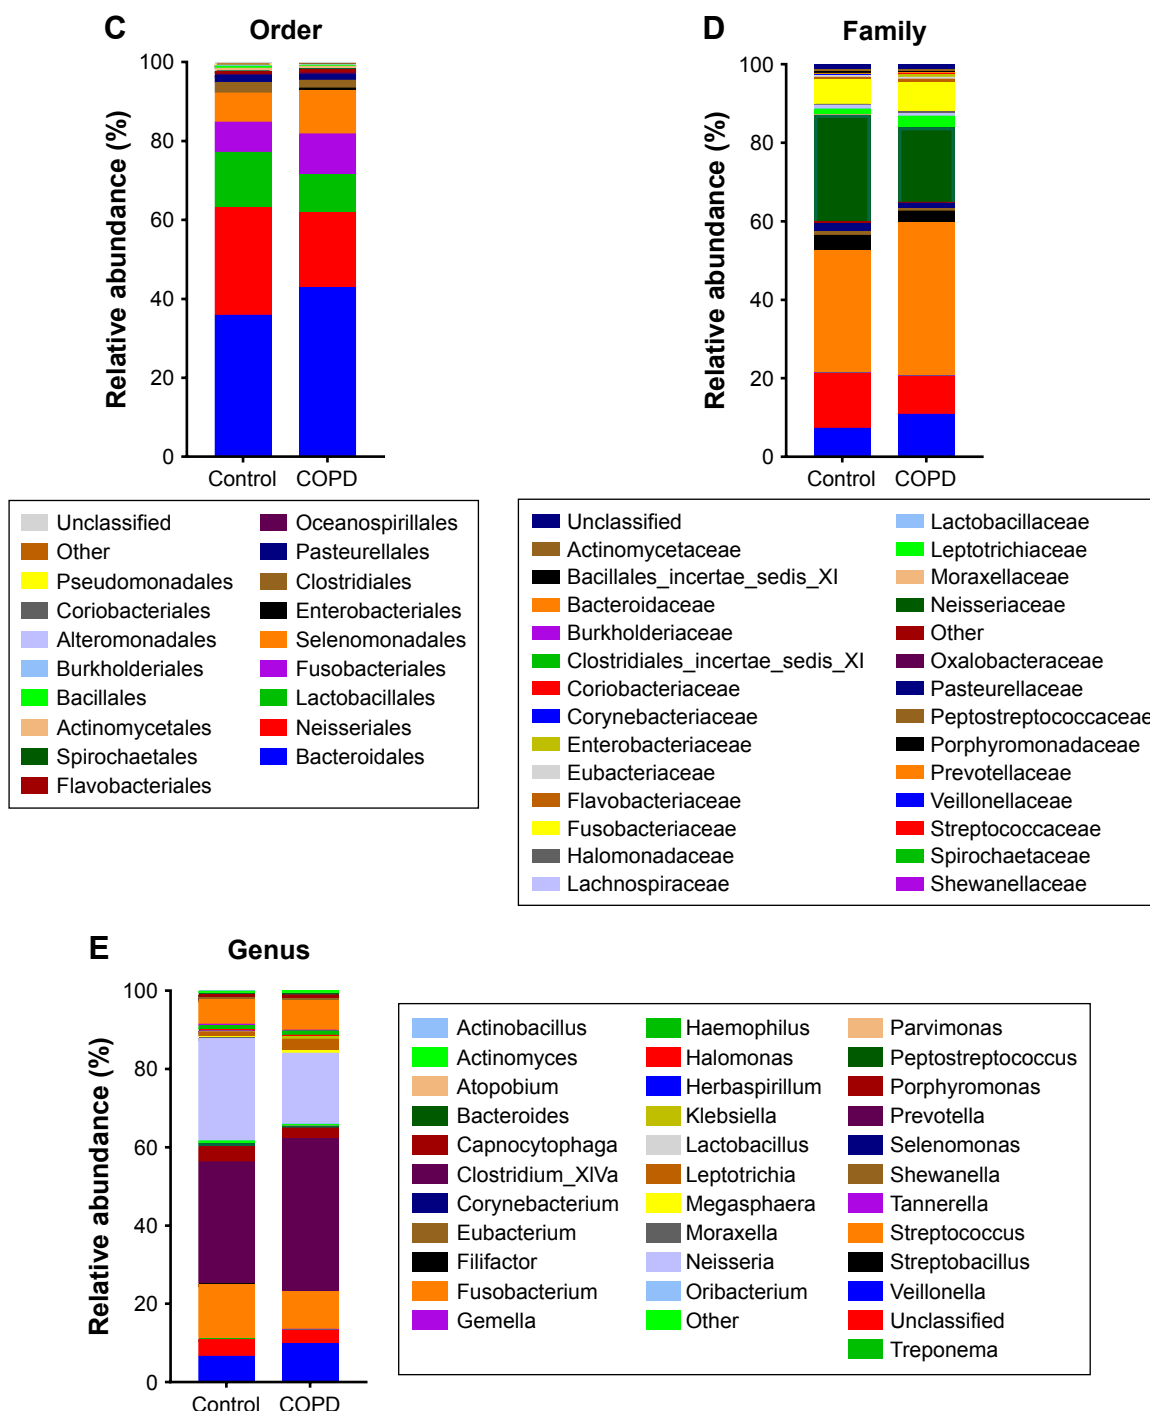 C
Order
Relative abundance (%)
100
80
60
40
20
0
Control
COPD
Unclassified
Other
Pseudomonadales
Coriobacteriales
Alteromonadales
Burkholderiales
Bacillales
Actinomycetales
Spirochaetales
Flavobacteriales
Oceanospirillales
Pasteurellales
Clostridiales
Enterobacteriales
Selenomonadales
Fusobacteriales
Lactobacillales
Neisseriales
Bacteroidales
D
Family
Relative abundance (%)
100
80
60
40
20
0
Control
COPD
Unclassified
Actinomycetaceae
Bacillales_incertae_sedis_XI
Bacteroidaceae
Burkholderiaceae
Clostridiales_incertae_sedis_XI
Coriobacteriaceae
Corynebacteriaceae
Enterobacteriaceae
Eubacteriaceae
Flavobacteriaceae
Fusobacteriaceae
Halomonadaceae
Lachnospiraceae
Lactobacillaceae
Leptotrichiaceae
Moraxellaceae
Neisseriaceae
Other
Oxalobacteraceae
Pasteurellaceae
Peptostreptococcaceae
Porphyromonadaceae
Prevotellaceae
Veillonellaceae
Streptococcaceae
Spirochaetaceae
Shewanellaceae
E
Genus
Relative abundance (%)
100
80
60
40
20
0
Control
COPD
Actinobacillus
Actinomyces
Atopobium
Bacteroides
Capnocytophaga
Clostridium_XIVa
Corynebacterium
Eubacterium
Filifactor
Fusobacterium
Gemella
Haemophilus
Halomonas
Herbaspirillum
Klebsiella
Lactobacillus
Leptotrichia
Megasphaera
Moraxella
Neisseria
Oribacterium
Other
Parvimonas
Peptostreptococcus
Porphyromonas
Prevotella
Selenomonas
Shewanella
Tannerella
Streptococcus
Streptobacillus
Veillonella
Unclassified
Treponema